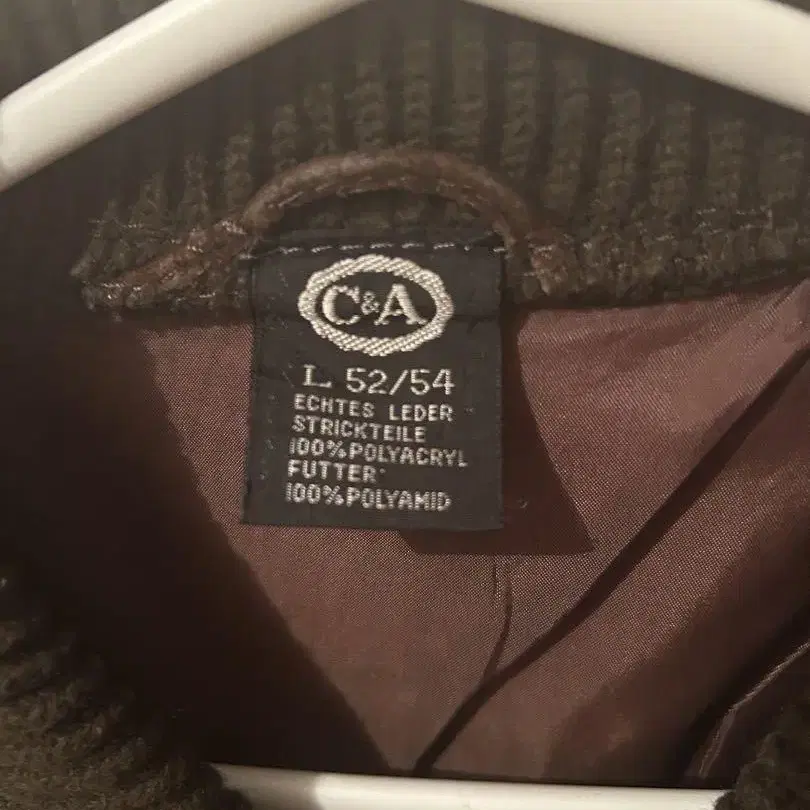 C&A
L 52/54
ECHTES LEDER
STRICKTEILE
100% POLYACRYL
FUTTER:
100% POLYAMID